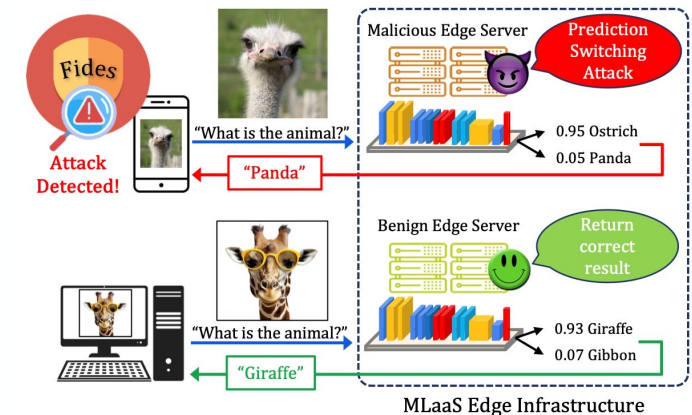 Fides
Attack
Detected!
"What is the animal?"
"Panda"
Malicious Edge Server
Prediction
Switching
Attack
0.95 Ostrich
0.05 Panda
"What is the animal?"
"Giraffe"
Benign Edge Server
Return
correct
result
0.93 Giraffe
0.07 Gibbon
MLaaS Edge Infrastructure